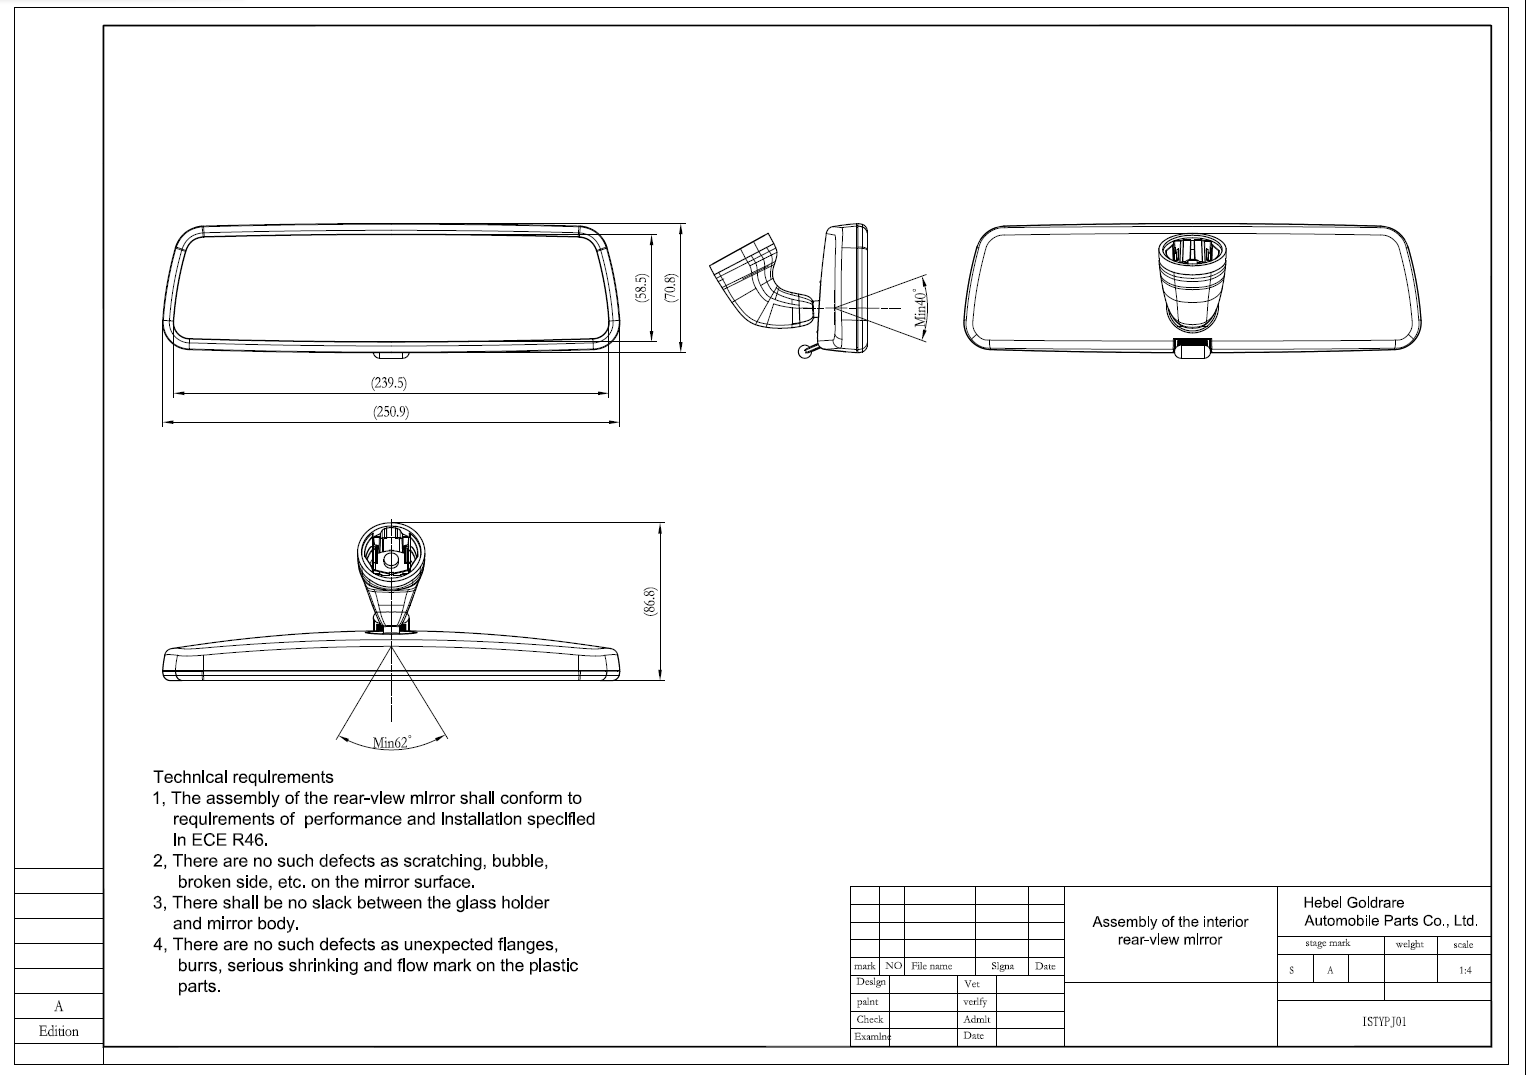 (58.5)
(70.8)
Min40°
(239.5)
(250.9)
(86.8)
Min62°
Technical requirements
1, The assembly of the rear-view mirror shall conform to
requirements of performance and installation specified
in ECE R46.
2, There are no such defects as scratching, bubble,
broken side, etc. on the mirror surface.
3, There shall be no slack between the glass holder
and mirror body.
4, There are no such defects as unexpected flanges,
burrs, serious shrinking and flow mark on the plastic
parts.
A
Edition
mark NO File name Signa Date
Design Vet
paint verify
Check Admit
Examine Date
Assembly of the interior
rear-view mirror
Hebei Goldrare
Automobile Parts Co., Ltd.
stage mark weight scale
S A 1:4
ISTYPJ01